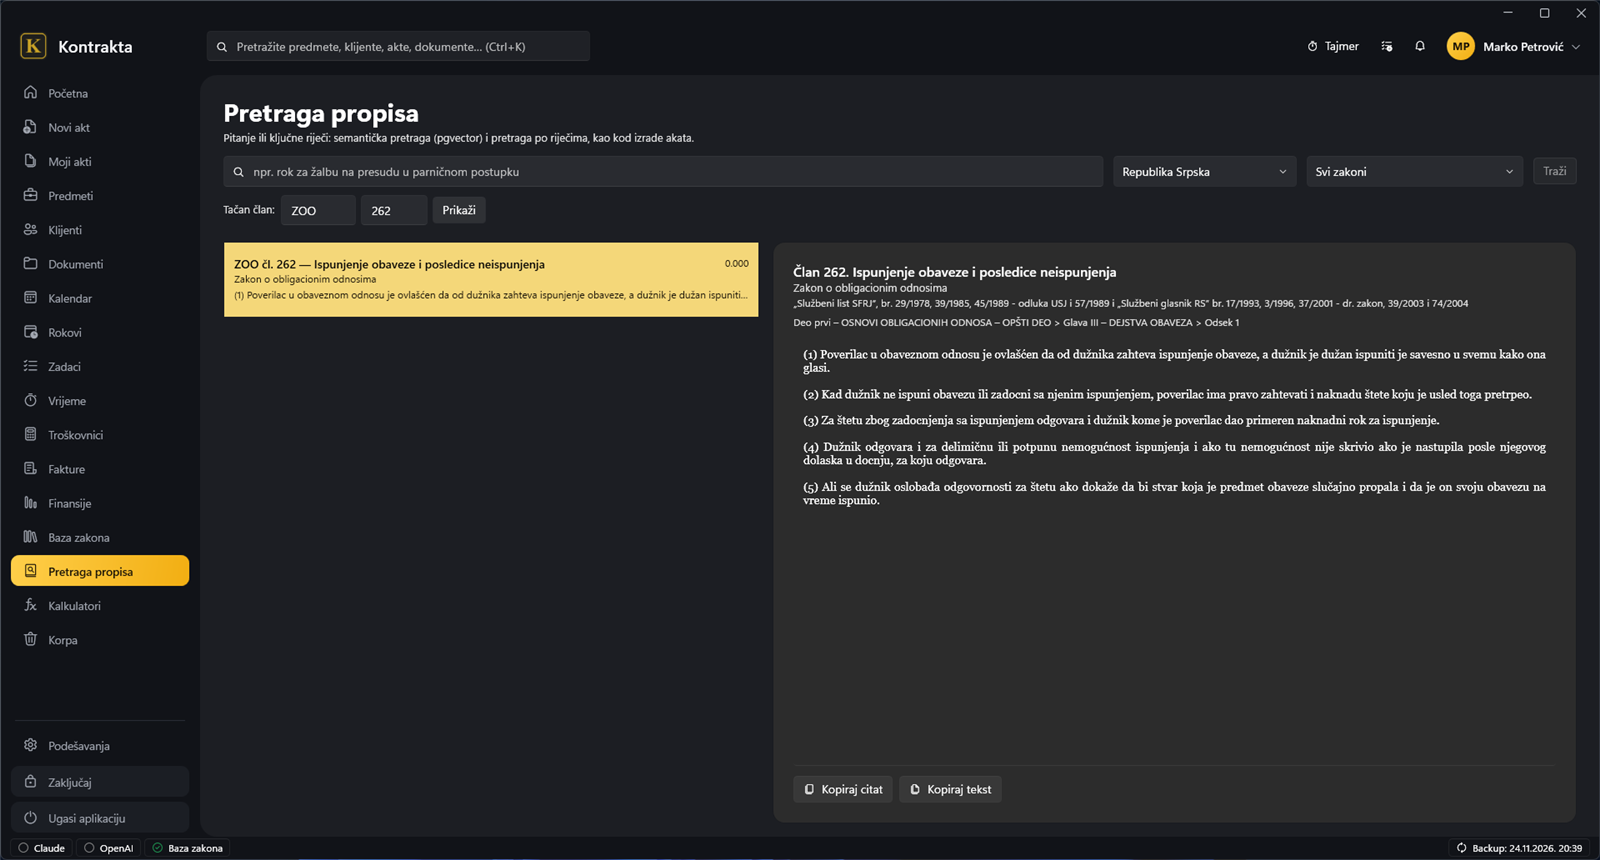 Kontrakta
Pretražite predmete, klijente, akte, dokumente... (Ctrl+K)
Tajmer
MP
Marko Petrović
Početna
Novi akt
Moji akti
Predmeti
Klijenti
Dokumenti
Kalendar
Rokovi
Zadaci
Vrijeme
Troškovnici
Fakture
Finansije
Baza zakona
Pretraga propisa
Kalkulatori
Korpa
Podešavanja
Zaključaj
Ugasi aplikaciju
Pretraga propisa
Pitanje ili ključne riječi: semantička pretraga (pgvector) i pretraga po riječima, kao kod izrade akata.
npr. rok za žalbu na presudu u parničnom postupku
Republika Srpska
Svi zakoni
Traži
Tačan član:
ZOO
262
Prikaži
ZOO čl. 262 — Ispunjenje obaveze i posledice neispunjenja
0.000
Zakon o obligacionim odnosima
(1) Poverilac u obaveznom odnosu je ovlašćen da od dužnika zahteva ispunjenje obaveze, a dužnik je dužan ispuniti...
Član 262. Ispunjenje obaveze i posledice neispunjenja
Zakon o obligacionim odnosima
„Službeni list SFRJ", br. 29/1978, 39/1985, 45/1989 - odluka USJ i 57/1989 i „Službeni glasnik RS" br. 17/1993, 3/1996, 37/2001 - dr. zakon, 39/2003 i 74/2004
Deo prvi – OSNOVI OBLIGACIONIH ODNOSA – OPŠTI DEO > Glava III – DEJSTVA OBAVEZA > Odsek 1
(1) Poverilac u obaveznom odnosu je ovlašćen da od dužnika zahteva ispunjenje obaveze, a dužnik je dužan ispuniti je savesno u svemu kako ona
glasi.
(2) Kad dužnik ne ispuni obavezu ili zadocni sa njenim ispunjenjem, poverilac ima pravo zahtevati i naknadu štete koju je usled toga pretrpeo.
(3) Za štetu zbog zadocnjenja sa ispunjenjem odgovara i dužnik kome je poverilac dao primeren naknadni rok za ispunjenje.
(4) Dužnik odgovara i za delimičnu ili potpunu nemogućnost ispunjenja i ako tu nemogućnost nije skrivio ako je nastupila posle njegovog
dolaska u docnju, za koju odgovara.
(5) Ali se dužnik oslobađa odgovornosti za štetu ako dokaže da bi stvar koja je predmet obaveze slučajno propala i da je on svoju obavezu na
vreme ispunio.
Kopiraj citat
Kopiraj tekst
Claude
OpenAI
Baza zakona
Backup: 24.11.2026. 20:39